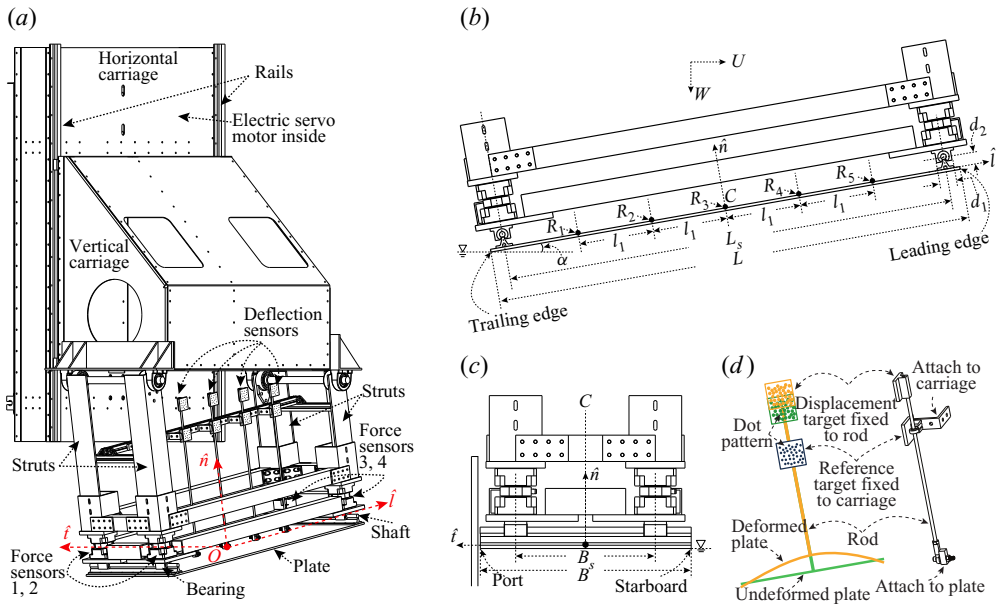 (a)
Horizontal
carriage
Rails
Electric servo
motor inside
Vertical
carriage
Deflection
sensors
Struts
Struts
Force
sensors
3, 4
n̂
t̂
l̂
O
Shaft
Plate
Force
sensors
1, 2
Bearing
(b)
U
W
n̂
d2
l̂
d1
R1
R2
R3
C
R4
R5
l1
l1
l1
l1
Ls
L
α
Trailing edge
Leading edge
(c)
C
n̂
t̂
Bs
B
Port
Starboard
(d)
Attach to
carriage
Displacement
target fixed
to rod
Dot
pattern
Reference
target fixed
to carriage
Deformed
plate
Rod
Undeformed plate
Attach to plate